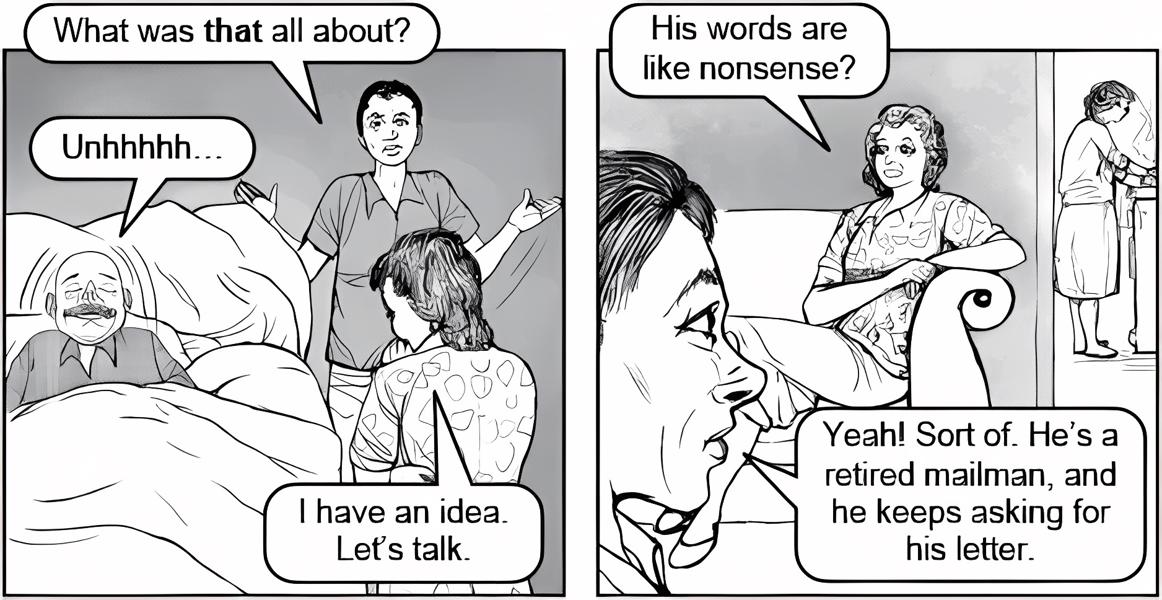 What was that all about?
Unhhhhh...
I have an idea.
Let's talk.
His words are
like nonsense?
Yeah! Sort of. He's a
retired mailman, and
he keeps asking for
his letter.